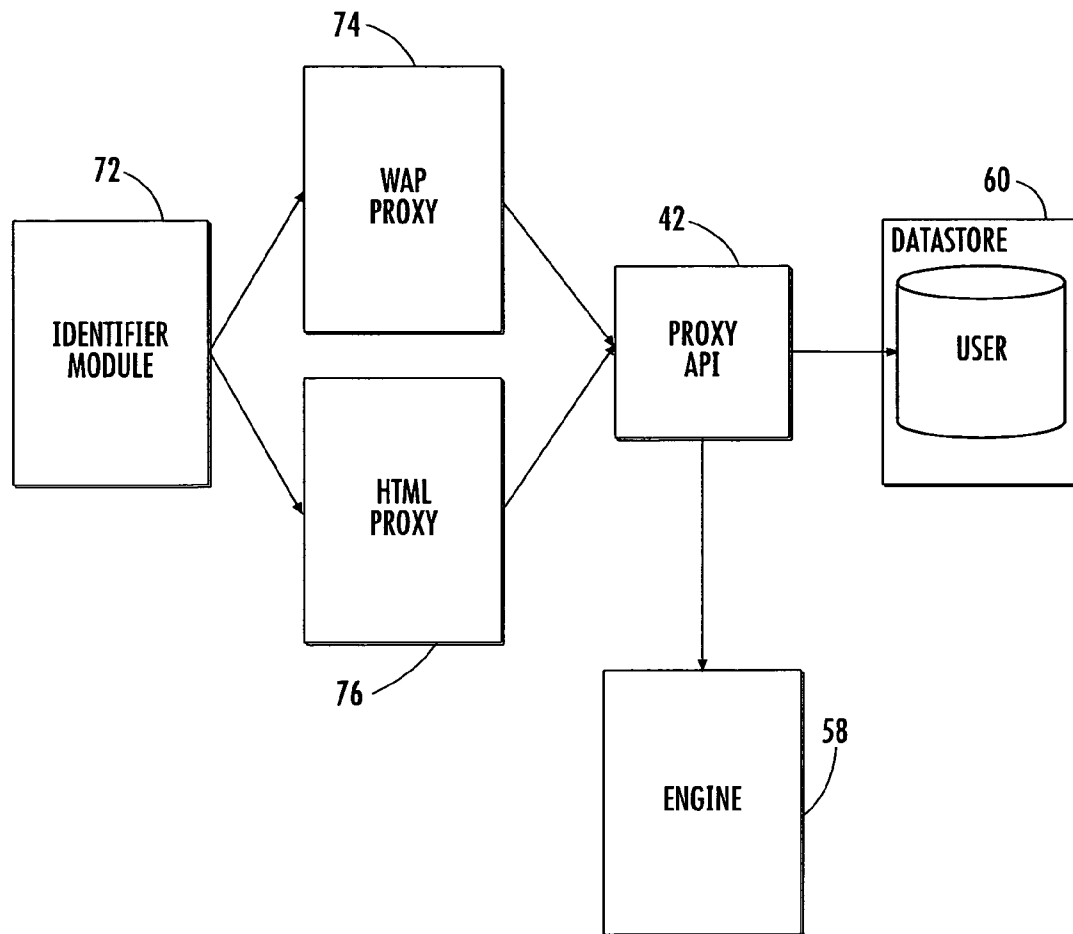 74
WAP
PROXY
72
IDENTIFIER
MODULE
42
PROXY
API
60
DATASTORE
USER
HTML
PROXY
76
58
ENGINE